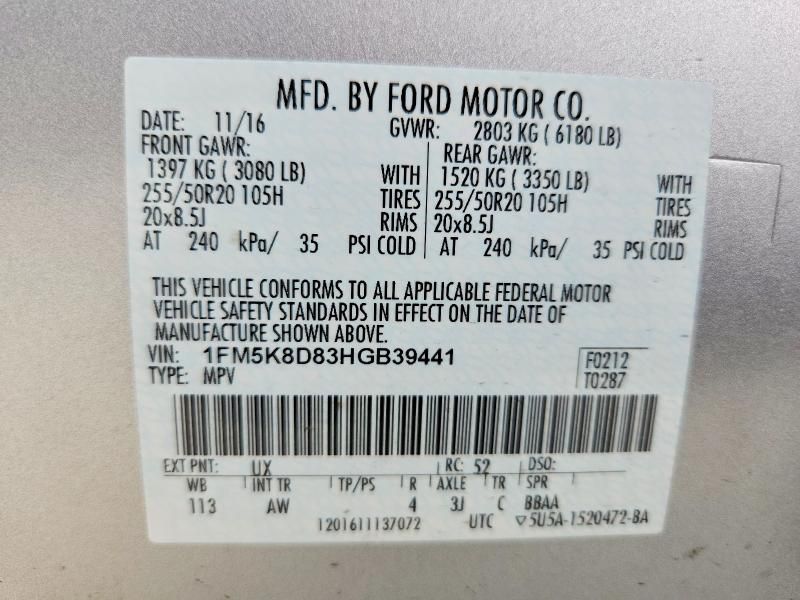 MFD. BY FORD MOTOR CO.
DATE: 11/16 GVWR: 2803 KG ( 6180 LB)
FRONT GAWR: REAR GAWR:
1397 KG ( 3080 LB) WITH 1520 KG ( 3350 LB) WITH
255/50R20 105H TIRES 255/50R20 105H TIRES
20x8.5J RIMS 20x8.5J RIMS
AT 240 kPa/ 35 PSI COLD AT 240 kPa/ 35 PSI COLD
THIS VEHICLE CONFORMS TO ALL APPLICABLE FEDERAL MOTOR
VEHICLE SAFETY STANDARDS IN EFFECT ON THE DATE OF
MANUFACTURE SHOWN ABOVE.
VIN: 1FM5K8D83HGB39441 F0212
TYPE: MPV T0287
EXT PNT: UX RC: 52 DSO:
WB INT TR TP/PS R AXLE TR SPR
113 AW 4 3J C BBAA
1201611137072 UTC ▽5U5A-1520472-BA